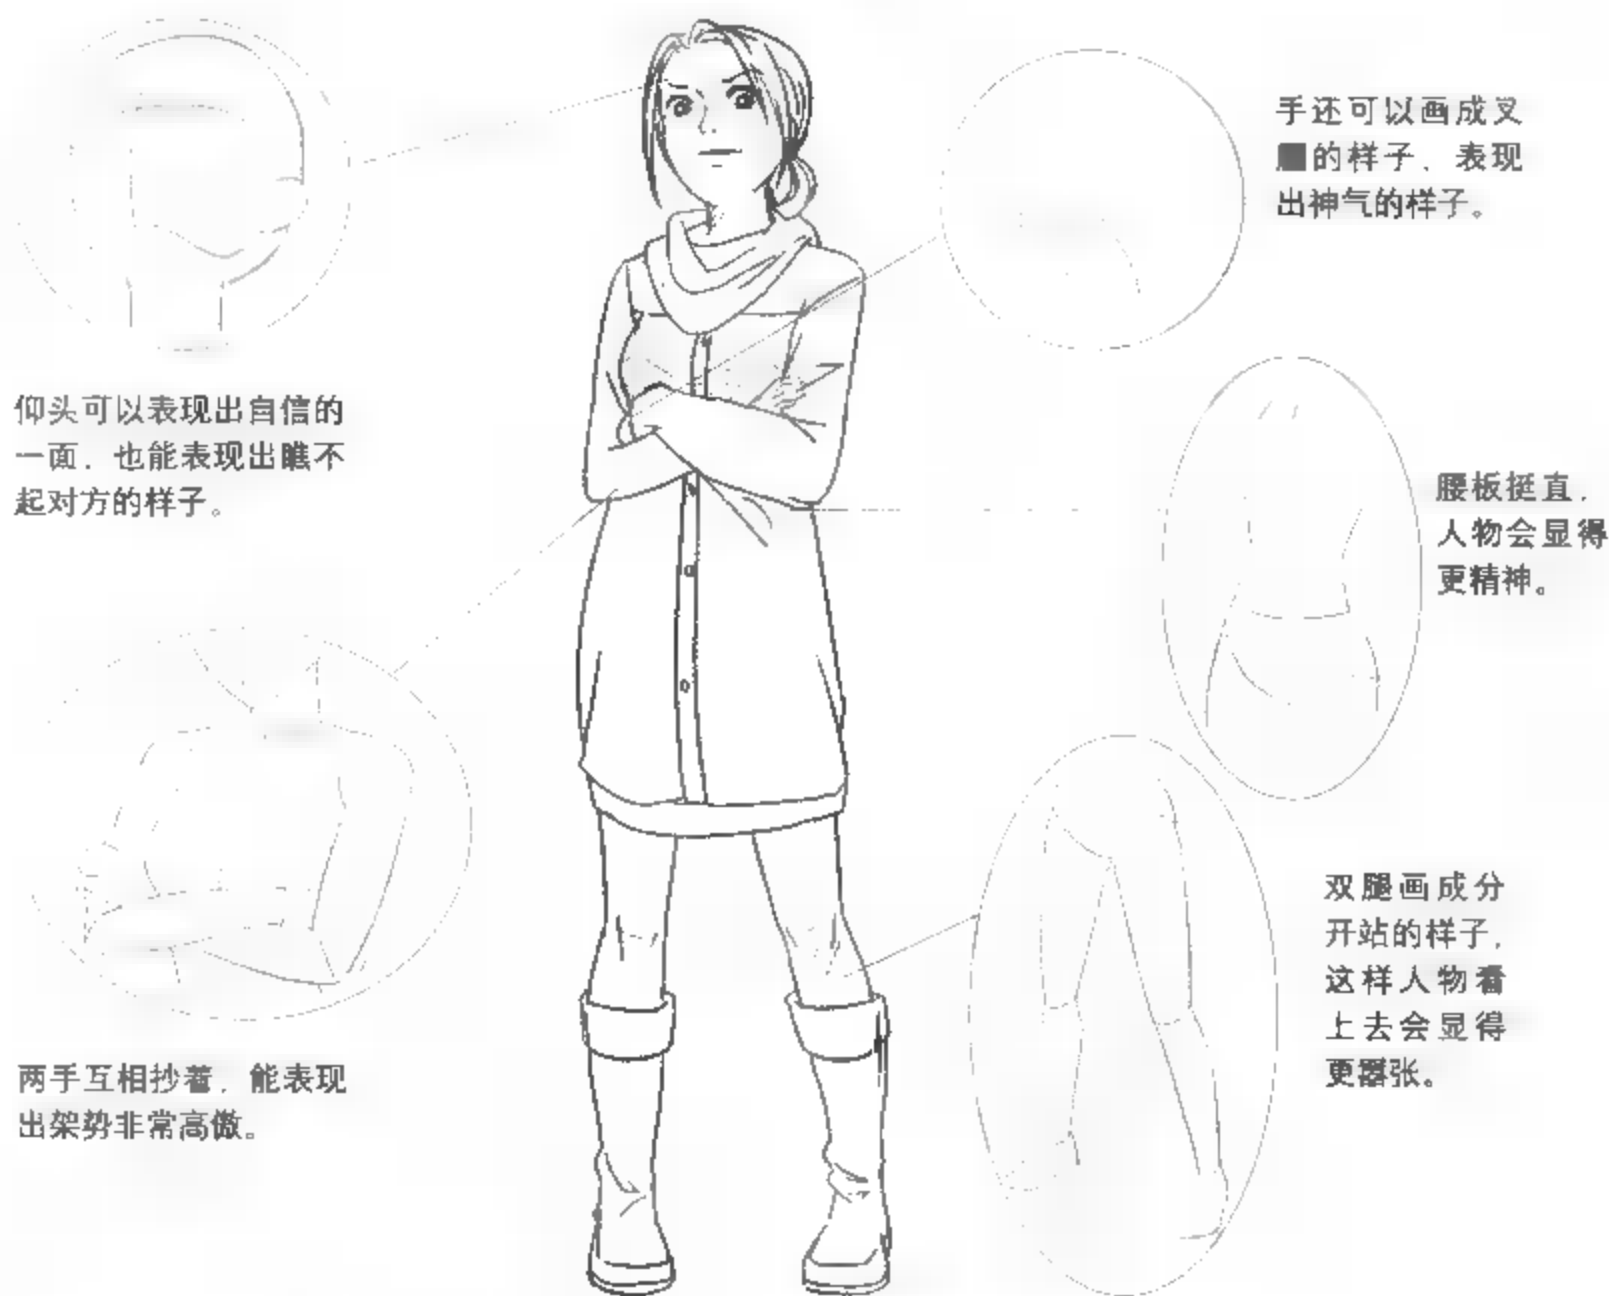 手还可以画成叉
的样子，表现
出神气的样子。
仰头可以表现出自信的
一面，也能表现出瞧不
起对方的样子。
腰板挺直，
人物会显得
更精神。
双腿画成分
开站的样子，
这样人物看
上去会显得
更嚣张。
两手互相抄着，能表现
出架势非常高傲。